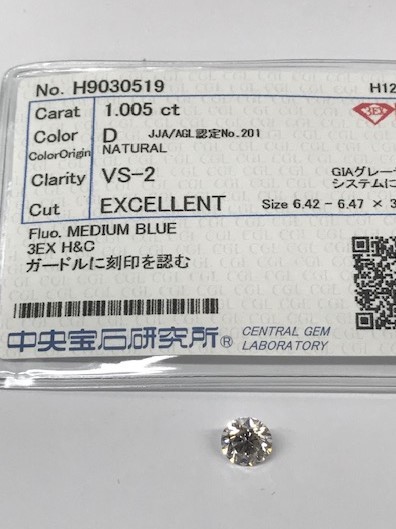 No. H9030519
H12
Carat 1.005 ct
3EX
Color D JJA/AGL認定No.201
ColorOrigin NATURAL
Clarity VS-2
GIAグレー
システムに
Cut EXCELLENT Size 6.42 - 6.47 × 3
Fluo. MEDIUM BLUE
3EX H&C
ガードルに刻印を認む
中央宝石研究所® CENTRAL GEM
LABORATORY